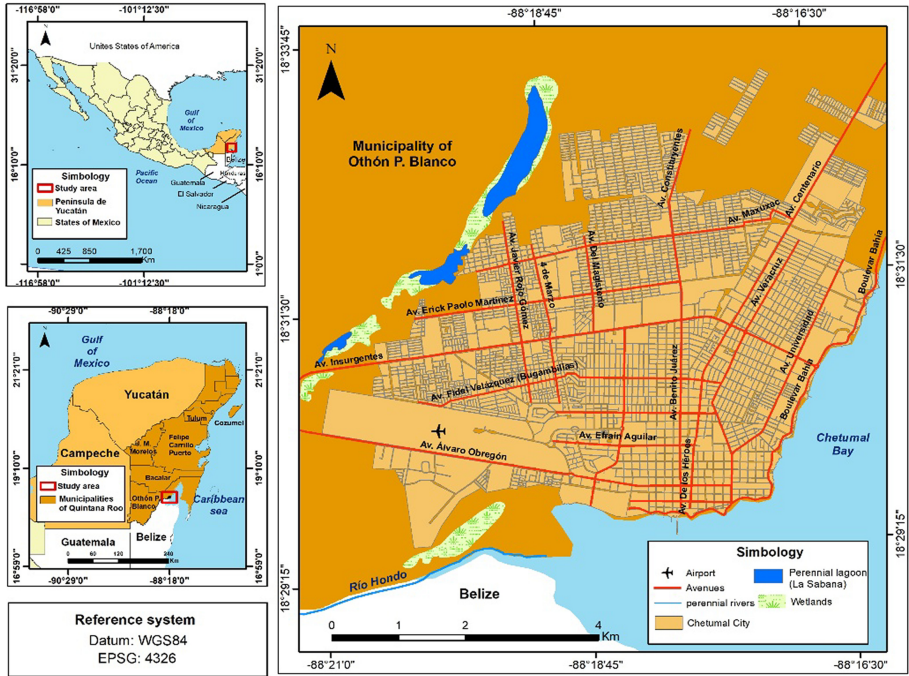 -116°58'0"
-101°12'30"
31°20'0"
31°20'0"
16°10'0"
16°10'0"
1°0'0"
-116°58'0"
-101°12'30"
N
Unites States of America
Gulf
of
Mexico
Pacific
Ocean
Belize
Honduras
Guatemala
El Salvador
Nicaragua
Simbology
Study area
Península de
Yucatán
States of Mexico
0 425 850 1,700
Km
-90°29'0"
-88°18'0"
21°2'1"
21°2'1"
19°10'0"
19°10'0"
16°59'0"
16°59'0"
-90°29'0"
-88°18'0"
N
Gulf
of
Mexico
Yucatán
Cozumel
Tulum
Felipe
Carrillo
Puerto
J. M.
Morelos
Campeche
Bacalar
Othón P.
Blanco
Caribbean
sea
Simbology
Study area
Municipalities
of Quintana Roo
Guatemala
Belize
0 60 120 240
Km
Reference system
Datum: WGS84
EPSG: 4326
-88°18'45"
-88°16'30"
18°33'45"
18°31'30"
18°31'30"
18°29'15"
18°29'15"
-88°21'0"
-88°18'45"
-88°16'30"
N
Municipality of
Othón P. Blanco
Av. Constiaryentes
Av. Maxuxac
Av. Centenario
Av. Javier Rojo Gómez
4 de Marzo
Av. Del Magisterio
Av. Veracruz
Boulevar Bahía
Av. Erick Paolo Martínez
Av. Insurgentes
Av. Universidad
Av. Fidel Velázquez (Bugambilias)
Av. Benito Juárez
Boulevar Bahía
Av. Efraín Aguilar
Av. Álvaro Obregón
Av. De los Héroes
Chetumal
Bay
Río Hondo
Belize
0 1 2 4
Km
Simbology
Airport
Avenues
perennial rivers
Chetumal City
Perennial lagoon
(La Sabana)
Wetlands